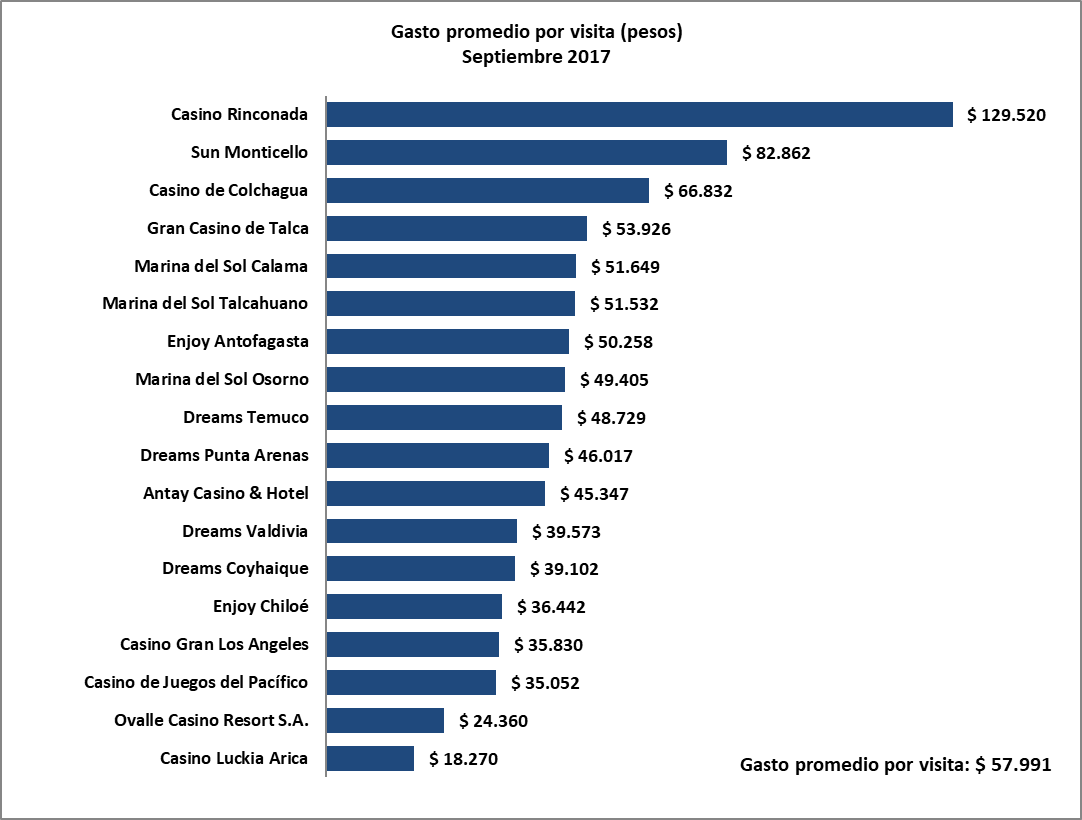 Gasto promedio por visita (pesos)
Septiembre 2017
Casino Rinconada $ 129.520
Sun Monticello $ 82.862
Casino de Colchagua $ 66.832
Gran Casino de Talca $ 53.926
Marina del Sol Calama $ 51.649
Marina del Sol Talcahuano $ 51.532
Enjoy Antofagasta $ 50.258
Marina del Sol Osorno $ 49.405
Dreams Temuco $ 48.729
Dreams Punta Arenas $ 46.017
Antay Casino & Hotel $ 45.347
Dreams Valdivia $ 39.573
Dreams Coyhaique $ 39.102
Enjoy Chiloé $ 36.442
Casino Gran Los Angeles $ 35.830
Casino de Juegos del Pacífico $ 35.052
Ovalle Casino Resort S.A. $ 24.360
Casino Luckia Arica $ 18.270
Gasto promedio por visita: $ 57.991